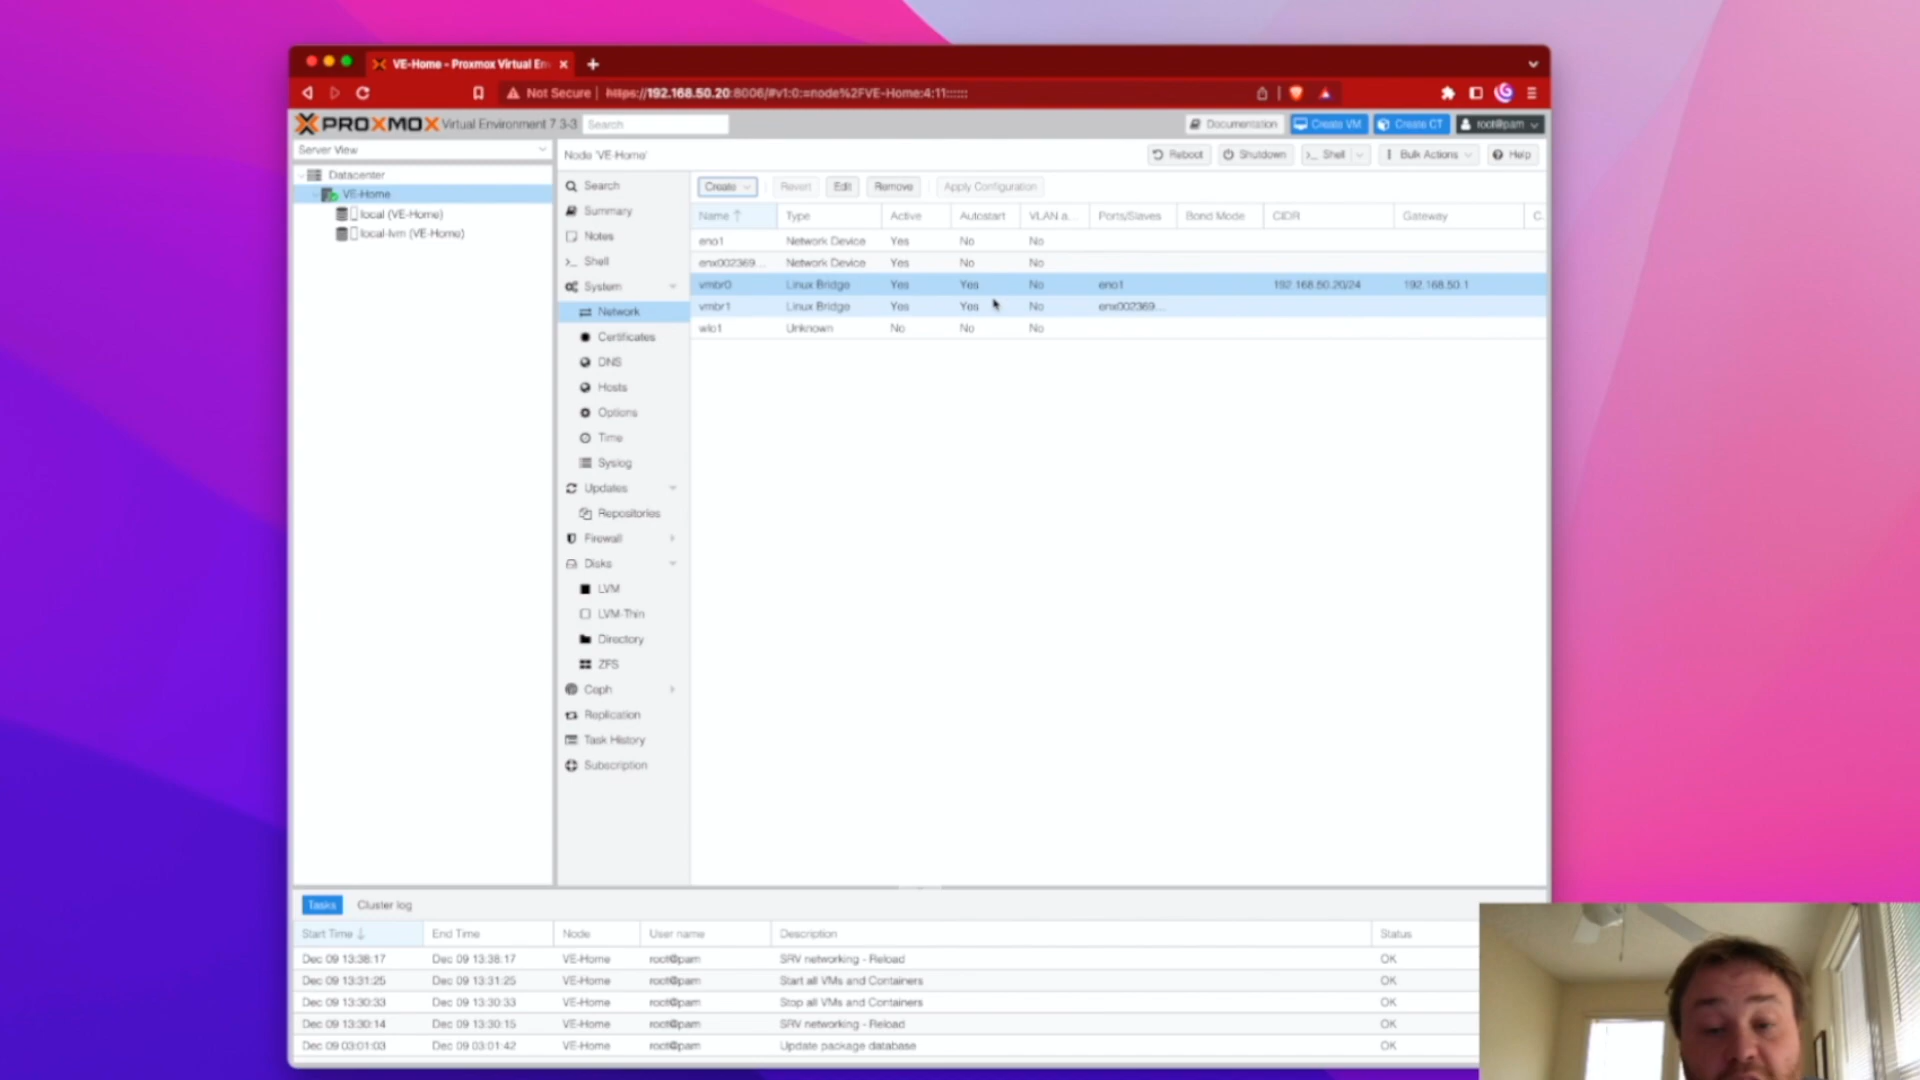 VE-Home - Proxmox Virtual En
Not Secure | https://192.168.50.20:8006/#v1:0:=node%2FVE-Home:4:11::::::
PROXMOX Virtual Environment 7.3-3 Search Documentation Create VM Create CT root@pam
Server View
Node 'VE-Home' Reboot Shutdown >_ Shell Bulk Actions Help
Datacenter
VE-Home
local (VE-Home)
local-lvm (VE-Home)
Search
Summary
Notes
>_ Shell
System
Network
Certificates
DNS
Hosts
Options
Time
Syslog
Updates
Repositories
Firewall
Disks
LVM
LVM-Thin
Directory
ZFS
Ceph
Replication
Task History
Subscription
Create Revert Edit Remove Apply Configuration
Name ↑ Type Active Autostart VLAN a... Ports/Slaves Bond Mode CIDR Gateway C.
eno1 Network Device Yes No No
enx002369... Network Device Yes No No
vmbr0 Linux Bridge Yes Yes No eno1 192.168.50.20/24 192.168.50.1
vmbr1 Linux Bridge Yes Yes No enx002369...
wlo1 Unknown No No No
Tasks Cluster log
Start Time ↓ End Time Node User name Description Status
Dec 09 13:38:17 Dec 09 13:38:17 VE-Home root@pam SRV networking - Reload OK
Dec 09 13:31:25 Dec 09 13:31:25 VE-Home root@pam Start all VMs and Containers OK
Dec 09 13:30:33 Dec 09 13:30:33 VE-Home root@pam Stop all VMs and Containers OK
Dec 09 13:30:14 Dec 09 13:30:15 VE-Home root@pam SRV networking - Reload OK
Dec 09 03:01:03 Dec 09 03:01:42 VE-Home root@pam Update package database OK